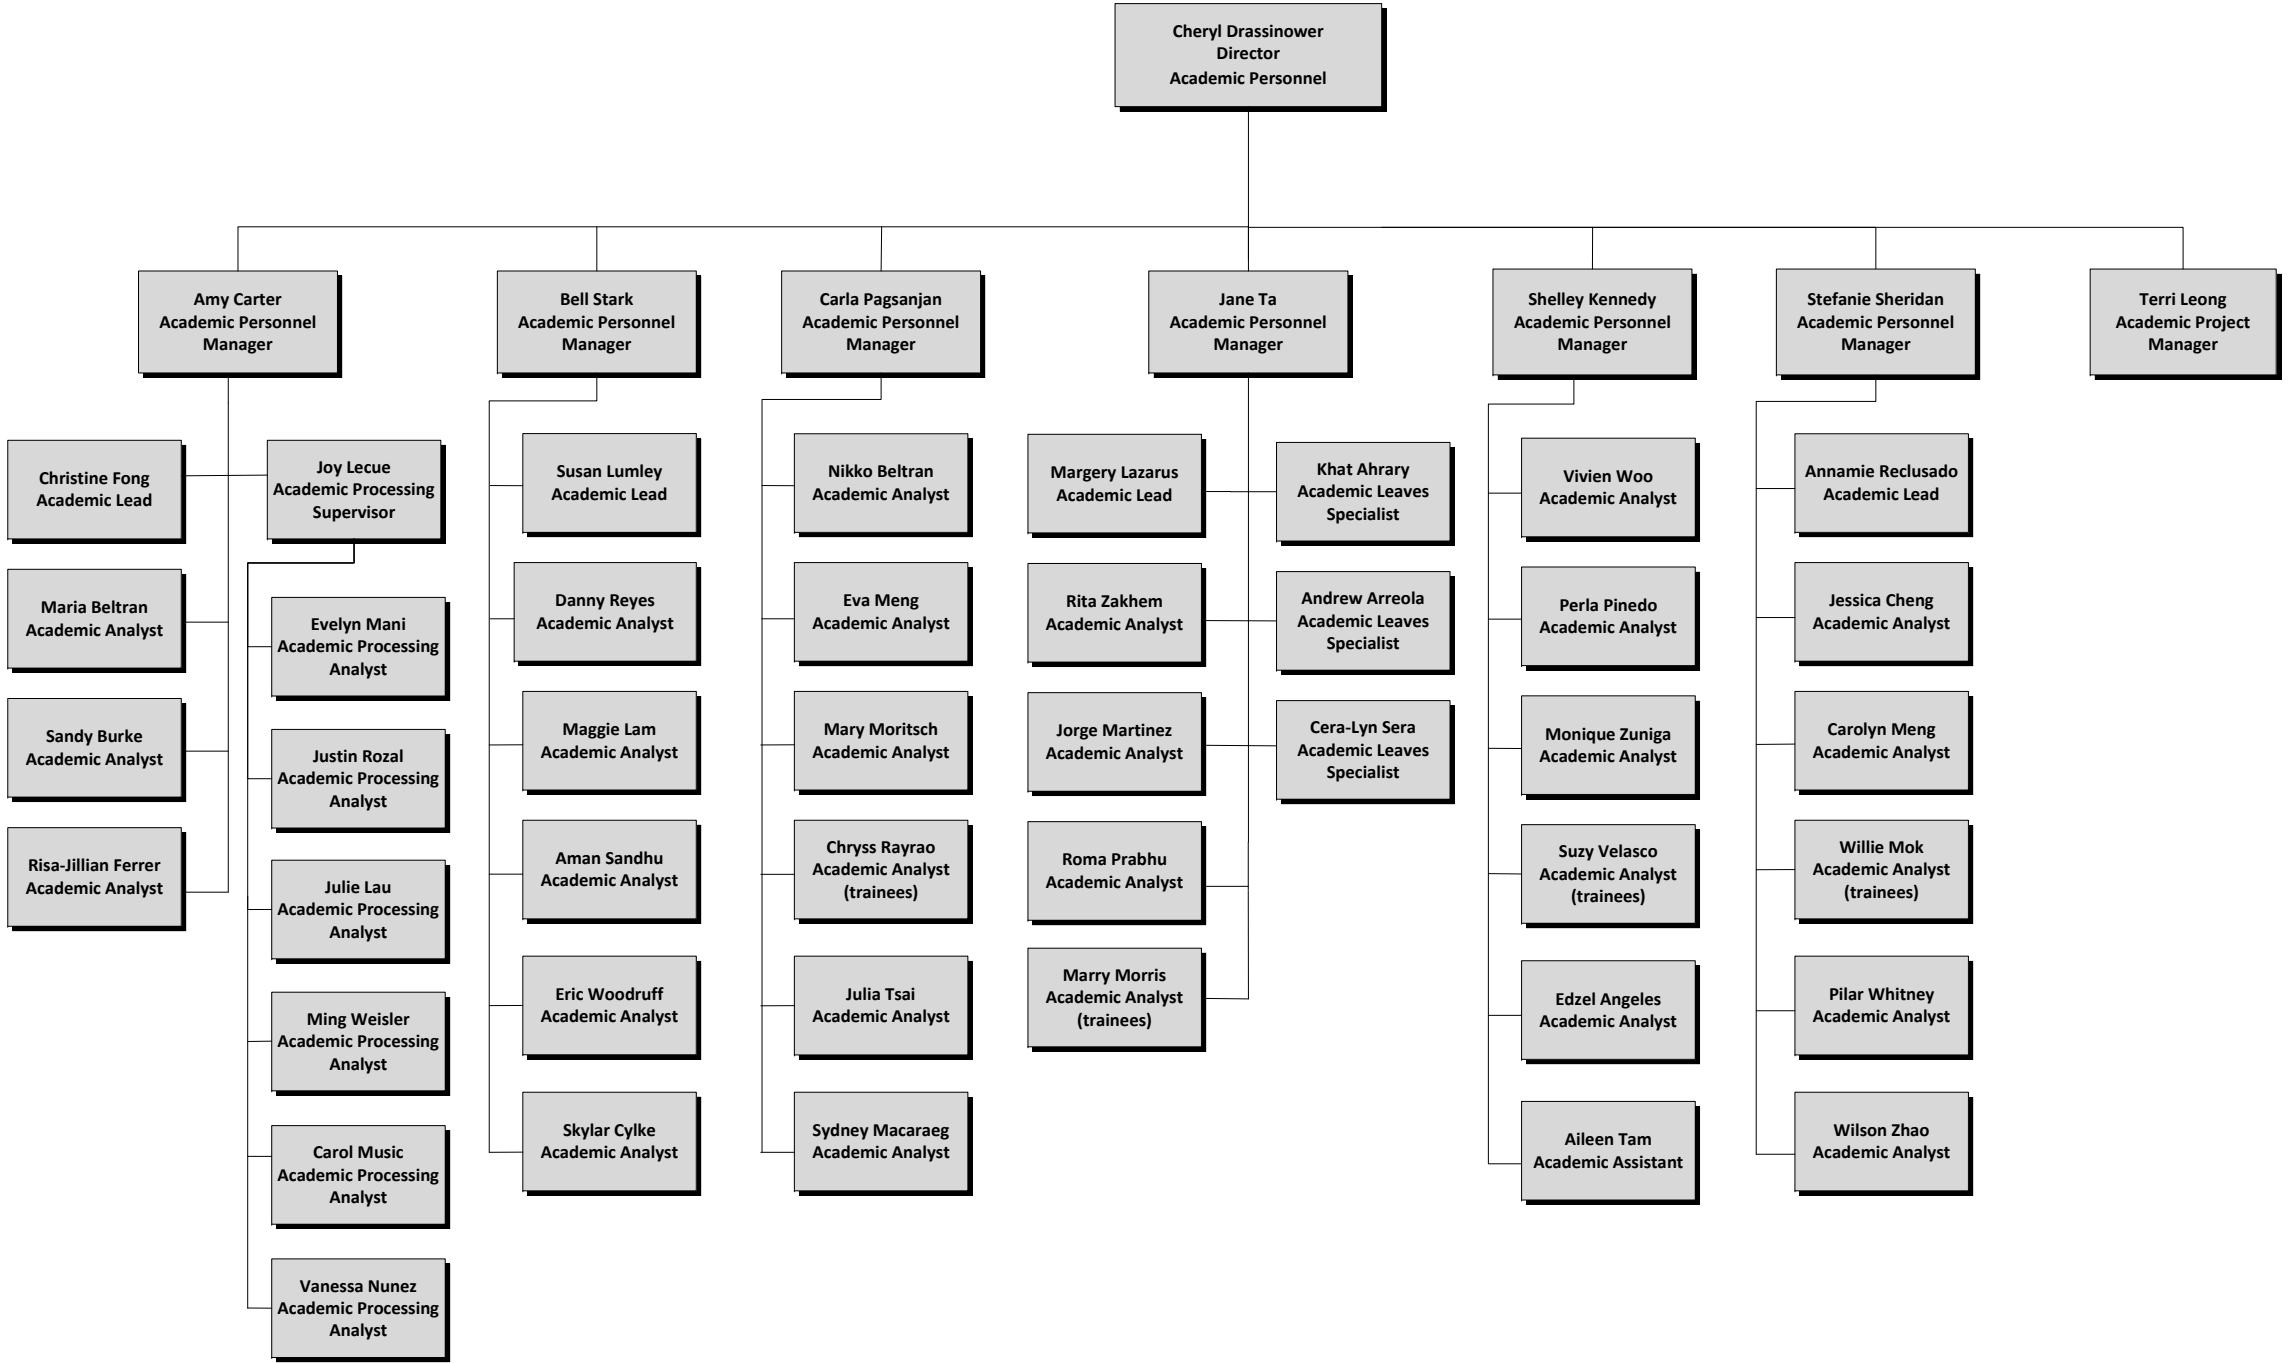 Cheryl Drassinower
Director
Academic Personnel
Amy Carter
Academic Personnel
Manager
Bell Stark
Academic Personnel
Manager
Carla Pagsanjan
Academic Personnel
Manager
Jane Ta
Academic Personnel
Manager
Shelley Kennedy
Academic Personnel
Manager
Stefanie Sheridan
Academic Personnel
Manager
Terri Leong
Academic Project
Manager
Christine Fong
Academic Lead
Maria Beltran
Academic Analyst
Sandy Burke
Academic Analyst
Risa-Jillian Ferrer
Academic Analyst
Joy Lecue
Academic Processing
Supervisor
Evelyn Mani
Academic Processing
Analyst
Justin Rozal
Academic Processing
Analyst
Julie Lau
Academic Processing
Analyst
Ming Weisler
Academic Processing
Analyst
Carol Music
Academic Processing
Analyst
Vanessa Nunez
Academic Processing
Analyst
Susan Lumley
Academic Lead
Danny Reyes
Academic Analyst
Maggie Lam
Academic Analyst
Aman Sandhu
Academic Analyst
Eric Woodruff
Academic Analyst
Skylar Cylke
Academic Analyst
Nikko Beltran
Academic Analyst
Eva Meng
Academic Analyst
Mary Moritsch
Academic Analyst
Chryss Rayrao
Academic Analyst
(trainees)
Julia Tsai
Academic Analyst
Sydney Macaraeg
Academic Analyst
Margery Lazarus
Academic Lead
Rita Zakhem
Academic Analyst
Jorge Martinez
Academic Analyst
Roma Prabhu
Academic Analyst
Marry Morris
Academic Analyst
(trainees)
Khat Ahrary
Academic Leaves
Specialist
Andrew Arreola
Academic Leaves
Specialist
Cera-Lyn Sera
Academic Leaves
Specialist
Vivien Woo
Academic Analyst
Perla Pinedo
Academic Analyst
Monique Zuniga
Academic Analyst
Suzy Velasco
Academic Analyst
(trainees)
Edzel Angeles
Academic Analyst
Aileen Tam
Academic Assistant
Annamie Reclusado
Academic Lead
Jessica Cheng
Academic Analyst
Carolyn Meng
Academic Analyst
Willie Mok
Academic Analyst
(trainees)
Pilar Whitney
Academic Analyst
Wilson Zhao
Academic Analyst